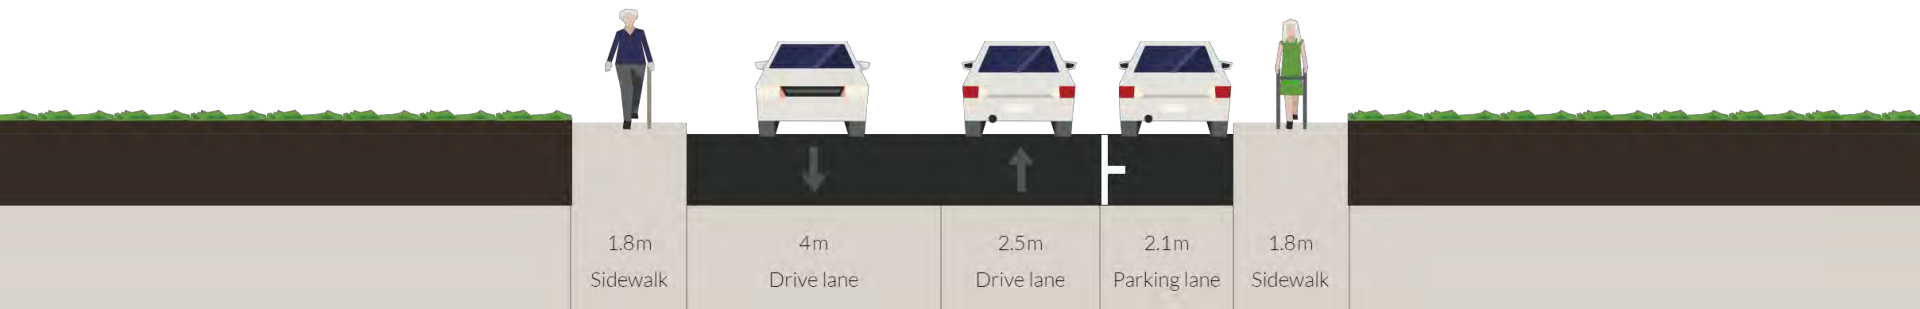 1.8m
Sidewalk
4m
Drive lane
2.5m
Drive lane
2.1m
Parking lane
1.8m
Sidewalk